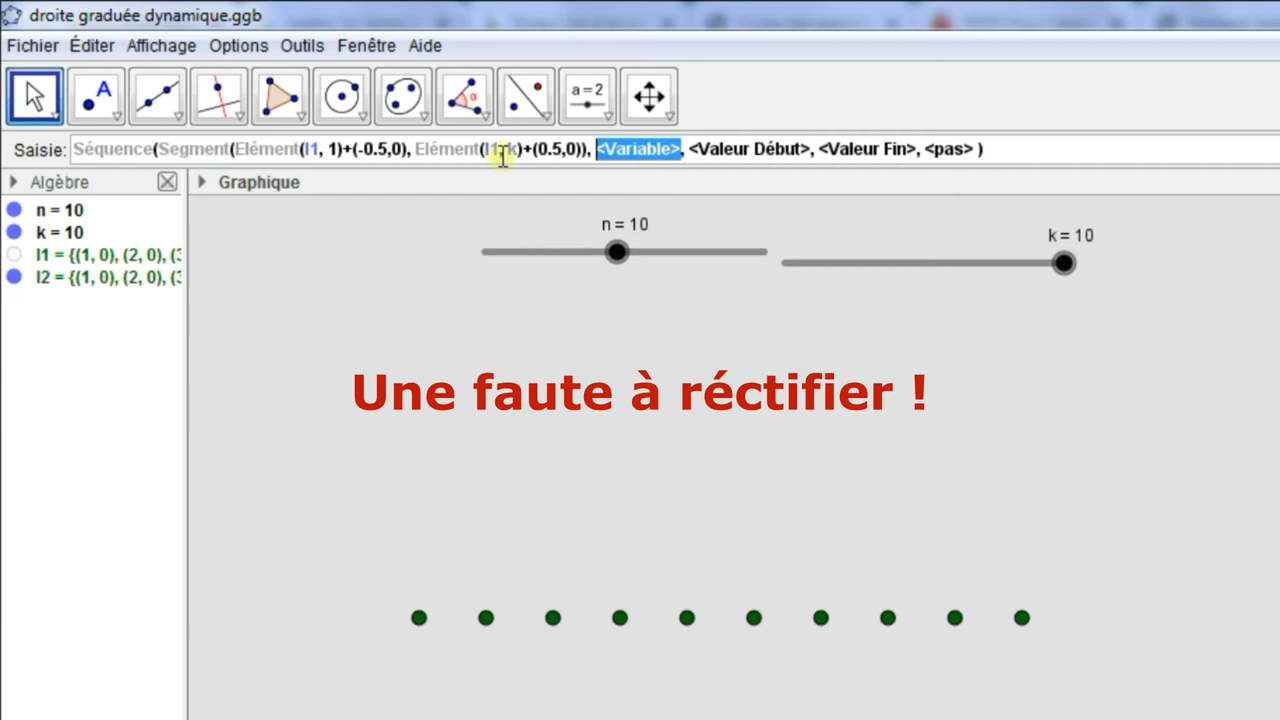 droite graduée dynamique.ggb
Fichier Éditer Affichage Options Outils Fenêtre Aide
A α a = 2
Saisie: Séquence(Segment(Elément(l1, 1)+(-0.5,0), Elément(l1, k)+(0.5,0)), <Variable>, <Valeur Début>, <Valeur Fin>, <pas> )
Algèbre Graphique
n = 10
k = 10
l1 = {(1, 0), (2, 0), (3
l2 = {(1, 0), (2, 0), (3
n = 10
k = 10
Une faute à réctifier !